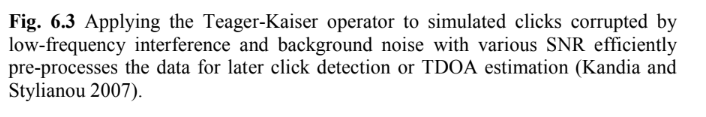 Fig. 6.3 Applying the Teager-Kaiser operator to simulated clicks corrupted by
low-frequency interference and background noise with various SNR efficiently
pre-processes the data for later click detection or TDOA estimation (Kandia and
Stylianou 2007).